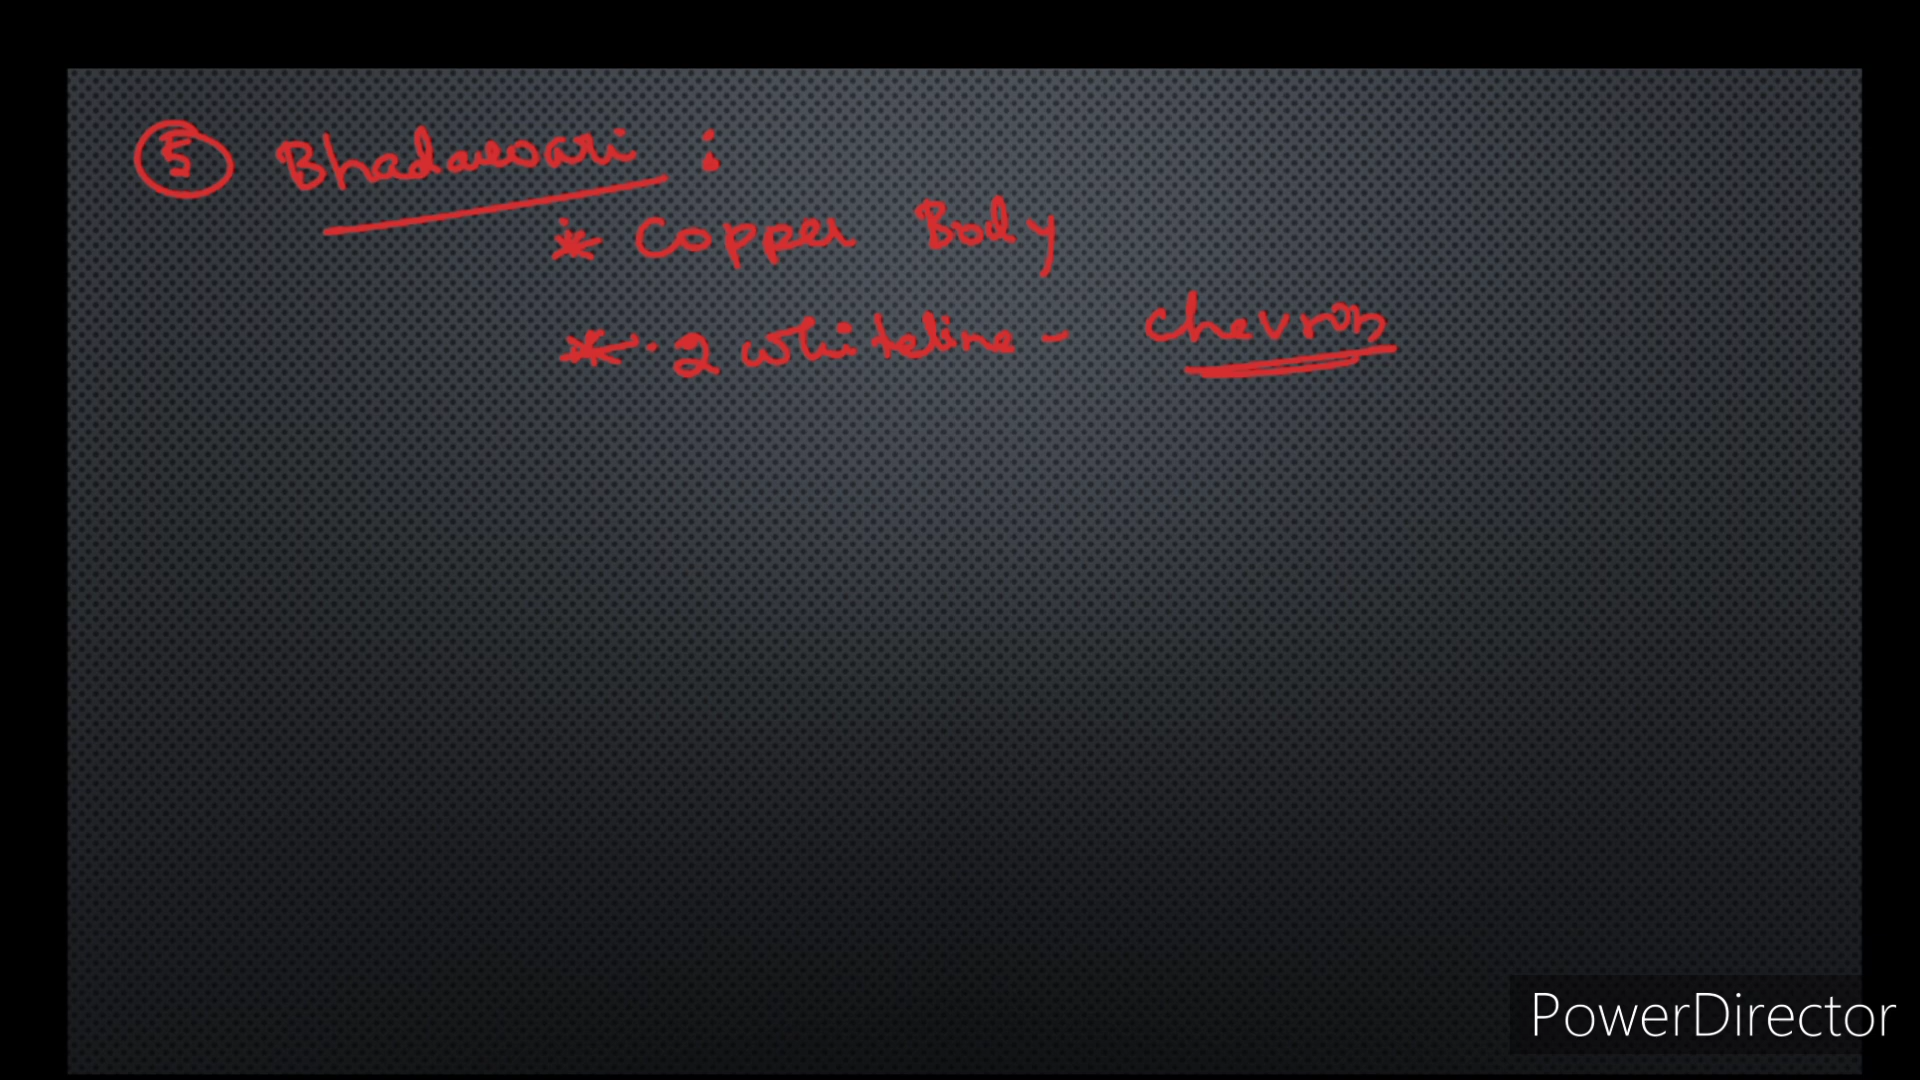 5 Bhadawari :
* Copper Body
* . 2 whiteline - chevron
PowerDirector